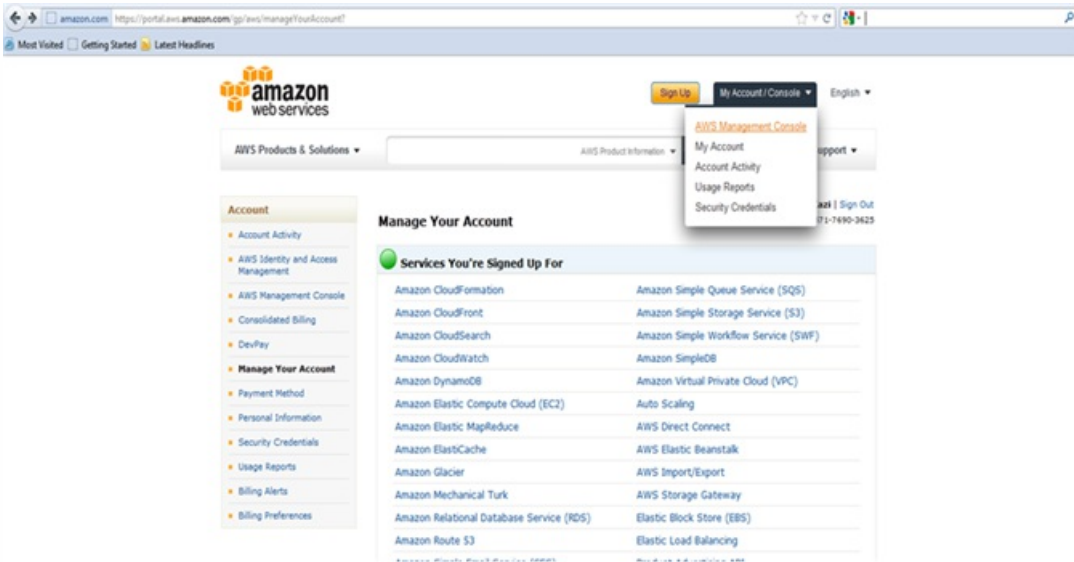 amazon.com https://portal.aws.amazon.com/gp/aws/manageYourAccount?
Most Visited Getting Started Latest Headlines
amazon
web services
Sign Up My Account / Console English
AWS Products & Solutions AWS Product Information upport
AWS Management Console
My Account
Account Activity
Usage Reports
Security Credentials
azi | Sign Out
71-7690-3625
Account
Account Activity
AWS Identity and Access
Management
AWS Management Console
Consolidated Billing
DevPay
Manage Your Account
Payment Method
Personal Information
Security Credentials
Usage Reports
Billing Alerts
Billing Preferences
Manage Your Account
Services You're Signed Up For
Amazon CloudFormation Amazon Simple Queue Service (SQS)
Amazon CloudFront Amazon Simple Storage Service (S3)
Amazon CloudSearch Amazon Simple Workflow Service (SWF)
Amazon CloudWatch Amazon SimpleDB
Amazon DynamoDB Amazon Virtual Private Cloud (VPC)
Amazon Elastic Compute Cloud (EC2) Auto Scaling
Amazon Elastic MapReduce AWS Direct Connect
Amazon ElastiCache AWS Elastic Beanstalk
Amazon Glacier AWS Import/Export
Amazon Mechanical Turk AWS Storage Gateway
Amazon Relational Database Service (RDS) Elastic Block Store (EBS)
Amazon Route 53 Elastic Load Balancing